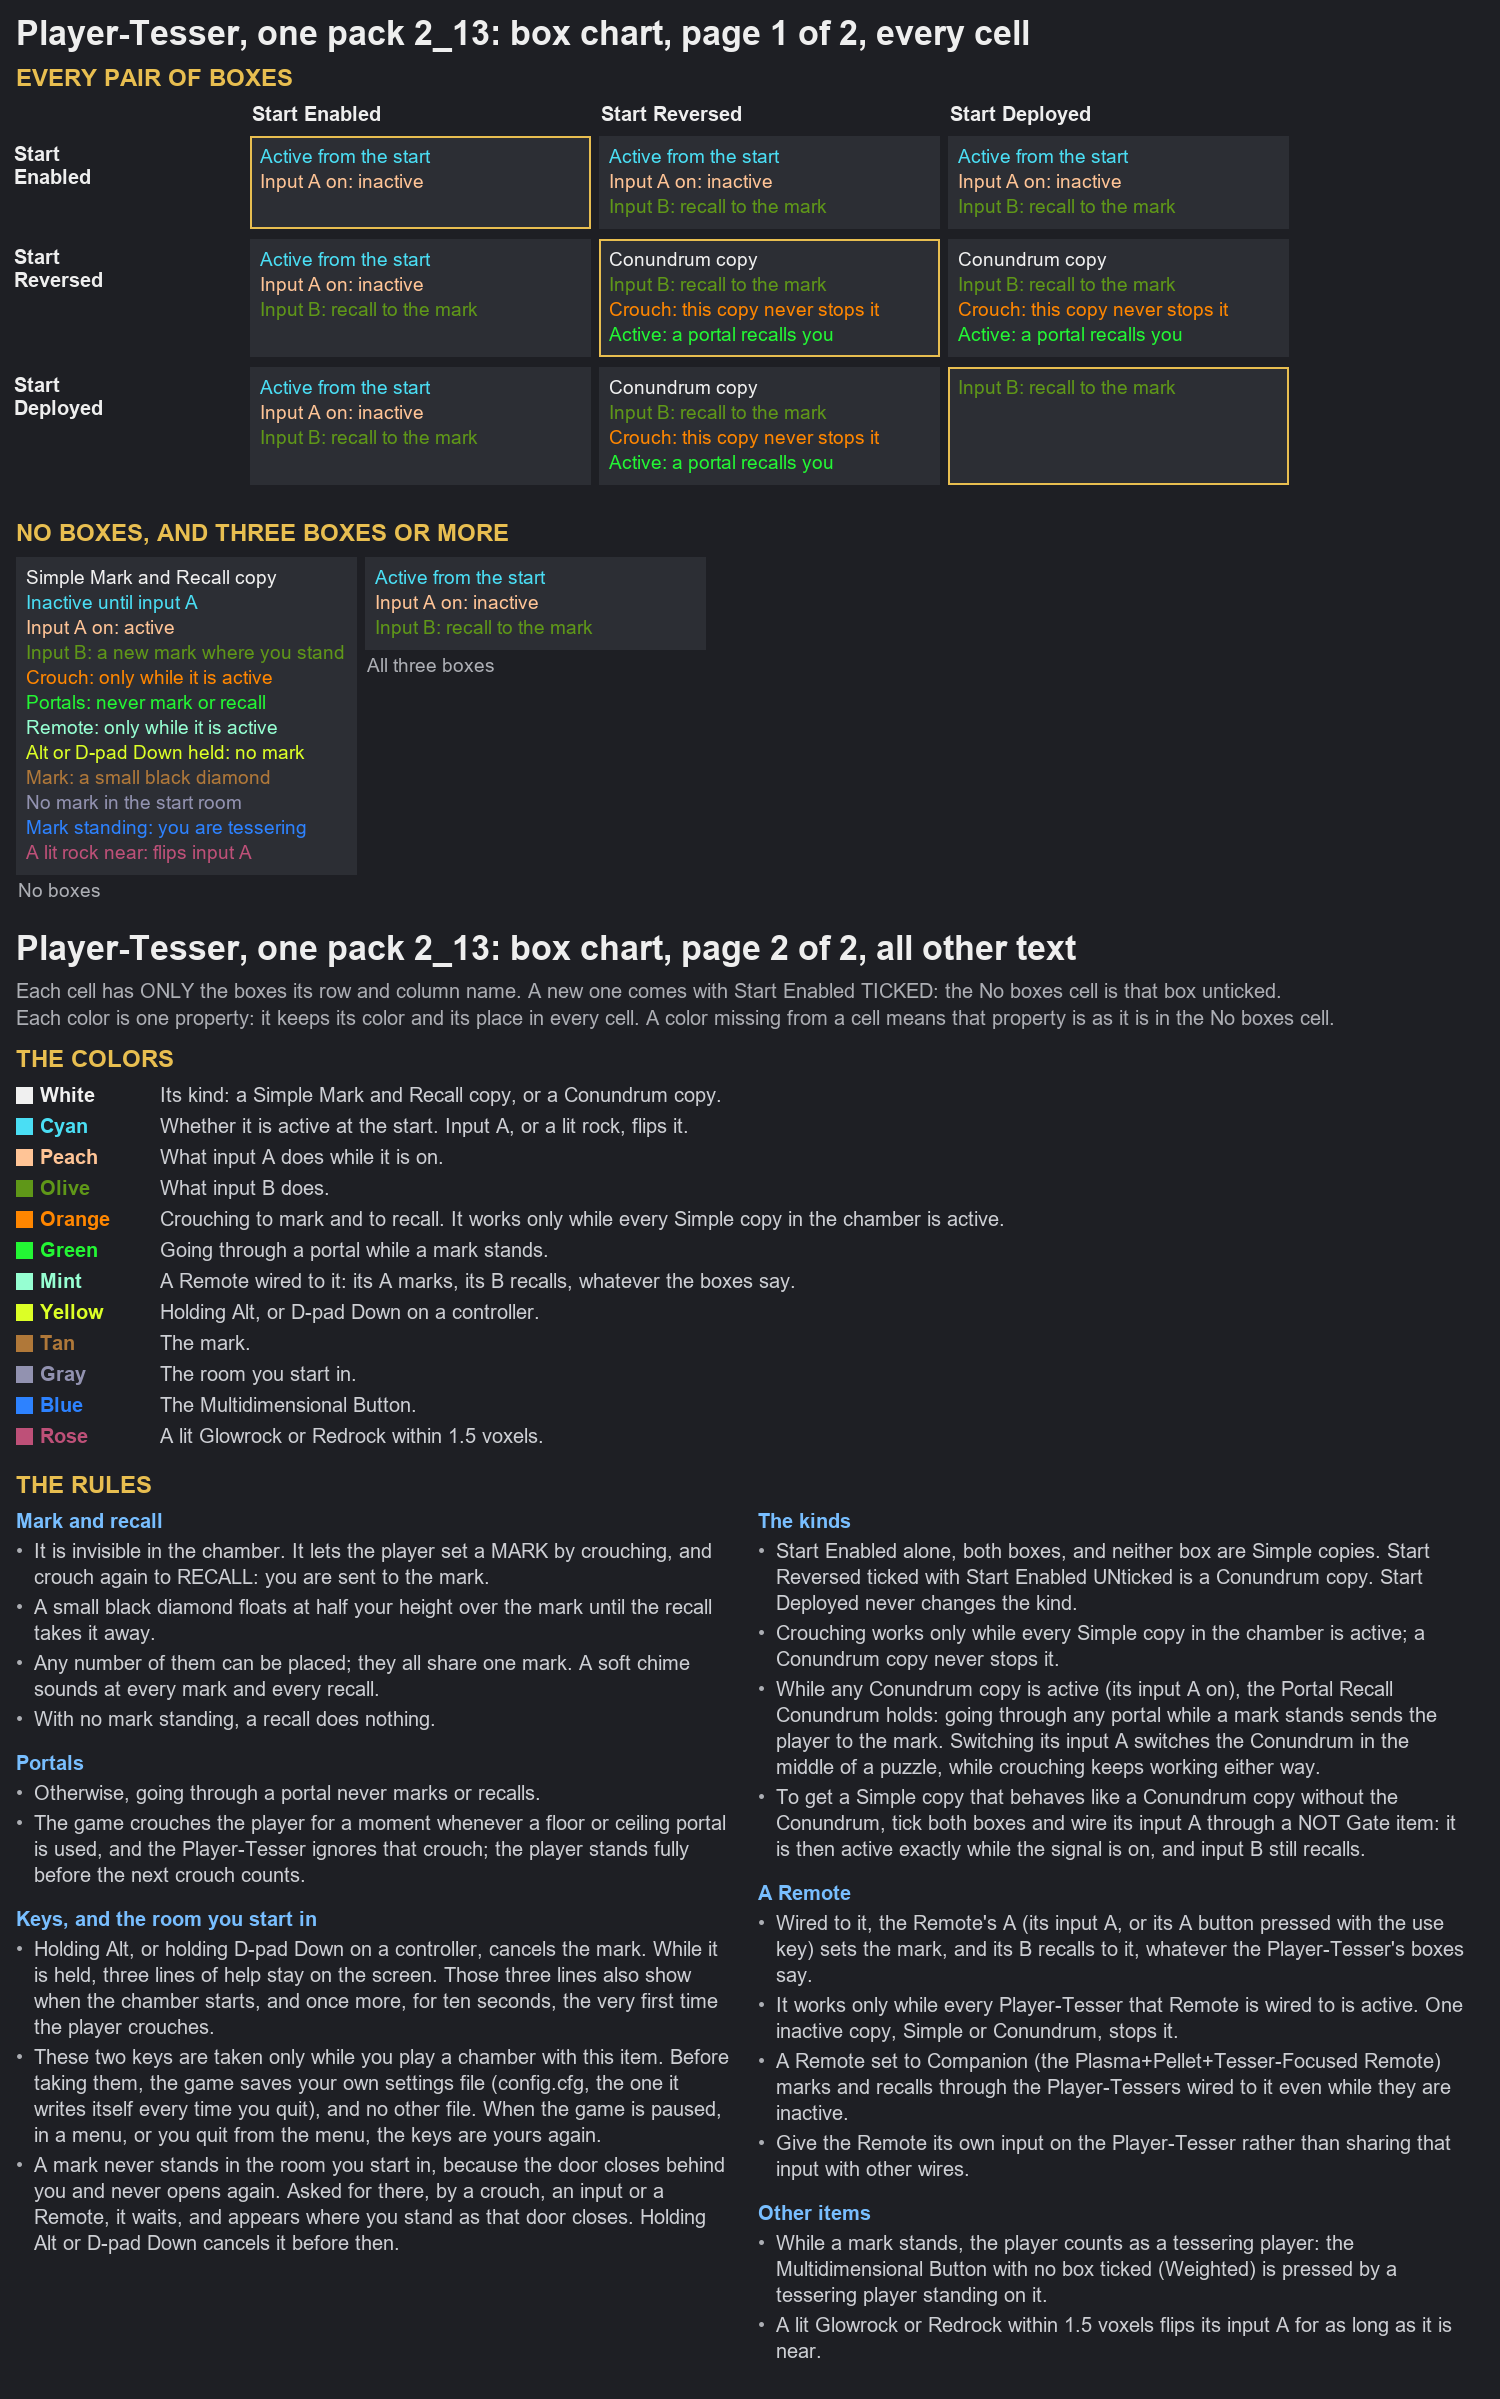 Player-Tesser, one pack 2_13: box chart, page 1 of 2, every cell
EVERY PAIR OF BOXES
Start Enabled
Start Reversed
Start Deployed
Start
Enabled
Active from the start
Input A on: inactive
Active from the start
Input A on: inactive
Input B: recall to the mark
Active from the start
Input A on: inactive
Input B: recall to the mark
Start
Reversed
Active from the start
Input A on: inactive
Input B: recall to the mark
Conundrum copy
Input B: recall to the mark
Crouch: this copy never stops it
Active: a portal recalls you
Conundrum copy
Input B: recall to the mark
Crouch: this copy never stops it
Active: a portal recalls you
Start
Deployed
Active from the start
Input A on: inactive
Input B: recall to the mark
Conundrum copy
Input B: recall to the mark
Crouch: this copy never stops it
Active: a portal recalls you
Input B: recall to the mark
NO BOXES, AND THREE BOXES OR MORE
Simple Mark and Recall copy
Inactive until input A
Input A on: active
Input B: a new mark where you stand
Crouch: only while it is active
Portals: never mark or recall
Remote: only while it is active
Alt or D-pad Down held: no mark
Mark: a small black diamond
No mark in the start room
Mark standing: you are tessering
A lit rock near: flips input A
No boxes
Active from the start
Input A on: inactive
Input B: recall to the mark
All three boxes
Player-Tesser, one pack 2_13: box chart, page 2 of 2, all other text
Each cell has ONLY the boxes its row and column name. A new one comes with Start Enabled TICKED: the No boxes cell is that box unticked.
Each color is one property: it keeps its color and its place in every cell. A color missing from a cell means that property is as it is in the No boxes cell.
THE COLORS
White Its kind: a Simple Mark and Recall copy, or a Conundrum copy.
Cyan Whether it is active at the start. Input A, or a lit rock, flips it.
Peach What input A does while it is on.
Olive What input B does.
Orange Crouching to mark and to recall. It works only while every Simple copy in the chamber is active.
Green Going through a portal while a mark stands.
Mint A Remote wired to it: its A marks, its B recalls, whatever the boxes say.
Yellow Holding Alt, or D-pad Down on a controller.
Tan The mark.
Gray The room you start in.
Blue The Multidimensional Button.
Rose A lit Glowrock or Redrock within 1.5 voxels.
THE RULES
Mark and recall
• It is invisible in the chamber. It lets the player set a MARK by crouching, and
crouch again to RECALL: you are sent to the mark.
• A small black diamond floats at half your height over the mark until the recall
takes it away.
• Any number of them can be placed; they all share one mark. A soft chime
sounds at every mark and every recall.
• With no mark standing, a recall does nothing.
Portals
• Otherwise, going through a portal never marks or recalls.
• The game crouches the player for a moment whenever a floor or ceiling portal
is used, and the Player-Tesser ignores that crouch; the player stands fully
before the next crouch counts.
Keys, and the room you start in
• Holding Alt, or holding D-pad Down on a controller, cancels the mark. While it
is held, three lines of help stay on the screen. Those three lines also show
when the chamber starts, and once more, for ten seconds, the very first time
the player crouches.
• These two keys are taken only while you play a chamber with this item. Before
taking them, the game saves your own settings file (config.cfg, the one it
writes itself every time you quit), and no other file. When the game is paused,
in a menu, or you quit from the menu, the keys are yours again.
• A mark never stands in the room you start in, because the door closes behind
you and never opens again. Asked for there, by a crouch, an input or a
Remote, it waits, and appears where you stand as that door closes. Holding
Alt or D-pad Down cancels it before then.
The kinds
• Start Enabled alone, both boxes, and neither box are Simple copies. Start
Reversed ticked with Start Enabled UNticked is a Conundrum copy. Start
Deployed never changes the kind.
• Crouching works only while every Simple copy in the chamber is active; a
Conundrum copy never stops it.
• While any Conundrum copy is active (its input A on), the Portal Recall
Conundrum holds: going through any portal while a mark stands sends the
player to the mark. Switching its input A switches the Conundrum in the
middle of a puzzle, while crouching keeps working either way.
• To get a Simple copy that behaves like a Conundrum copy without the
Conundrum, tick both boxes and wire its input A through a NOT Gate item: it
is then active exactly while the signal is on, and input B still recalls.
A Remote
• Wired to it, the Remote's A (its input A, or its A button pressed with the use
key) sets the mark, and its B recalls to it, whatever the Player-Tesser's boxes
say.
• It works only while every Player-Tesser that Remote is wired to is active. One
inactive copy, Simple or Conundrum, stops it.
• A Remote set to Companion (the Plasma+Pellet+Tesser-Focused Remote)
marks and recalls through the Player-Tessers wired to it even while they are
inactive.
• Give the Remote its own input on the Player-Tesser rather than sharing that
input with other wires.
Other items
• While a mark stands, the player counts as a tessering player: the
Multidimensional Button with no box ticked (Weighted) is pressed by a
tessering player standing on it.
• A lit Glowrock or Redrock within 1.5 voxels flips its input A for as long as it is
near.